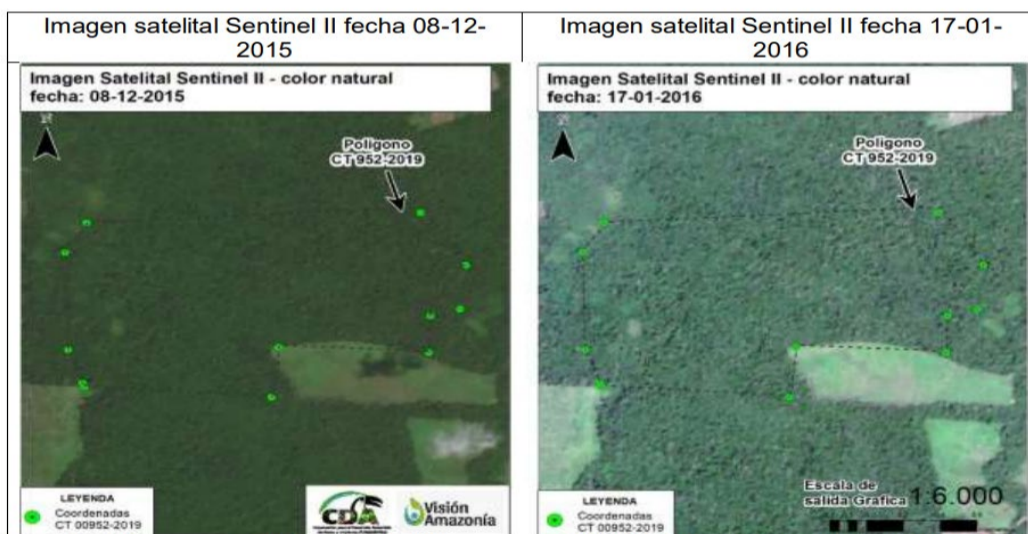 Imagen satelital Sentinel II fecha 08-12-
2015
Imagen satelital Sentinel II fecha 17-01-
2016
Imagen Satelital Sentinel II - color natural
fecha: 08-12-2015
Polígono
CT 952-2019
LEYENDA
Coordenadas
CT 00952-2019
CDA
Visión
Amazonía
Imagen Satelital Sentinel II - color natural
fecha: 17-01-2016
Polígono
CT 952-2019
LEYENDA
Coordenadas
CT 00952-2019
Escala de
salida Grafica 1:6.000